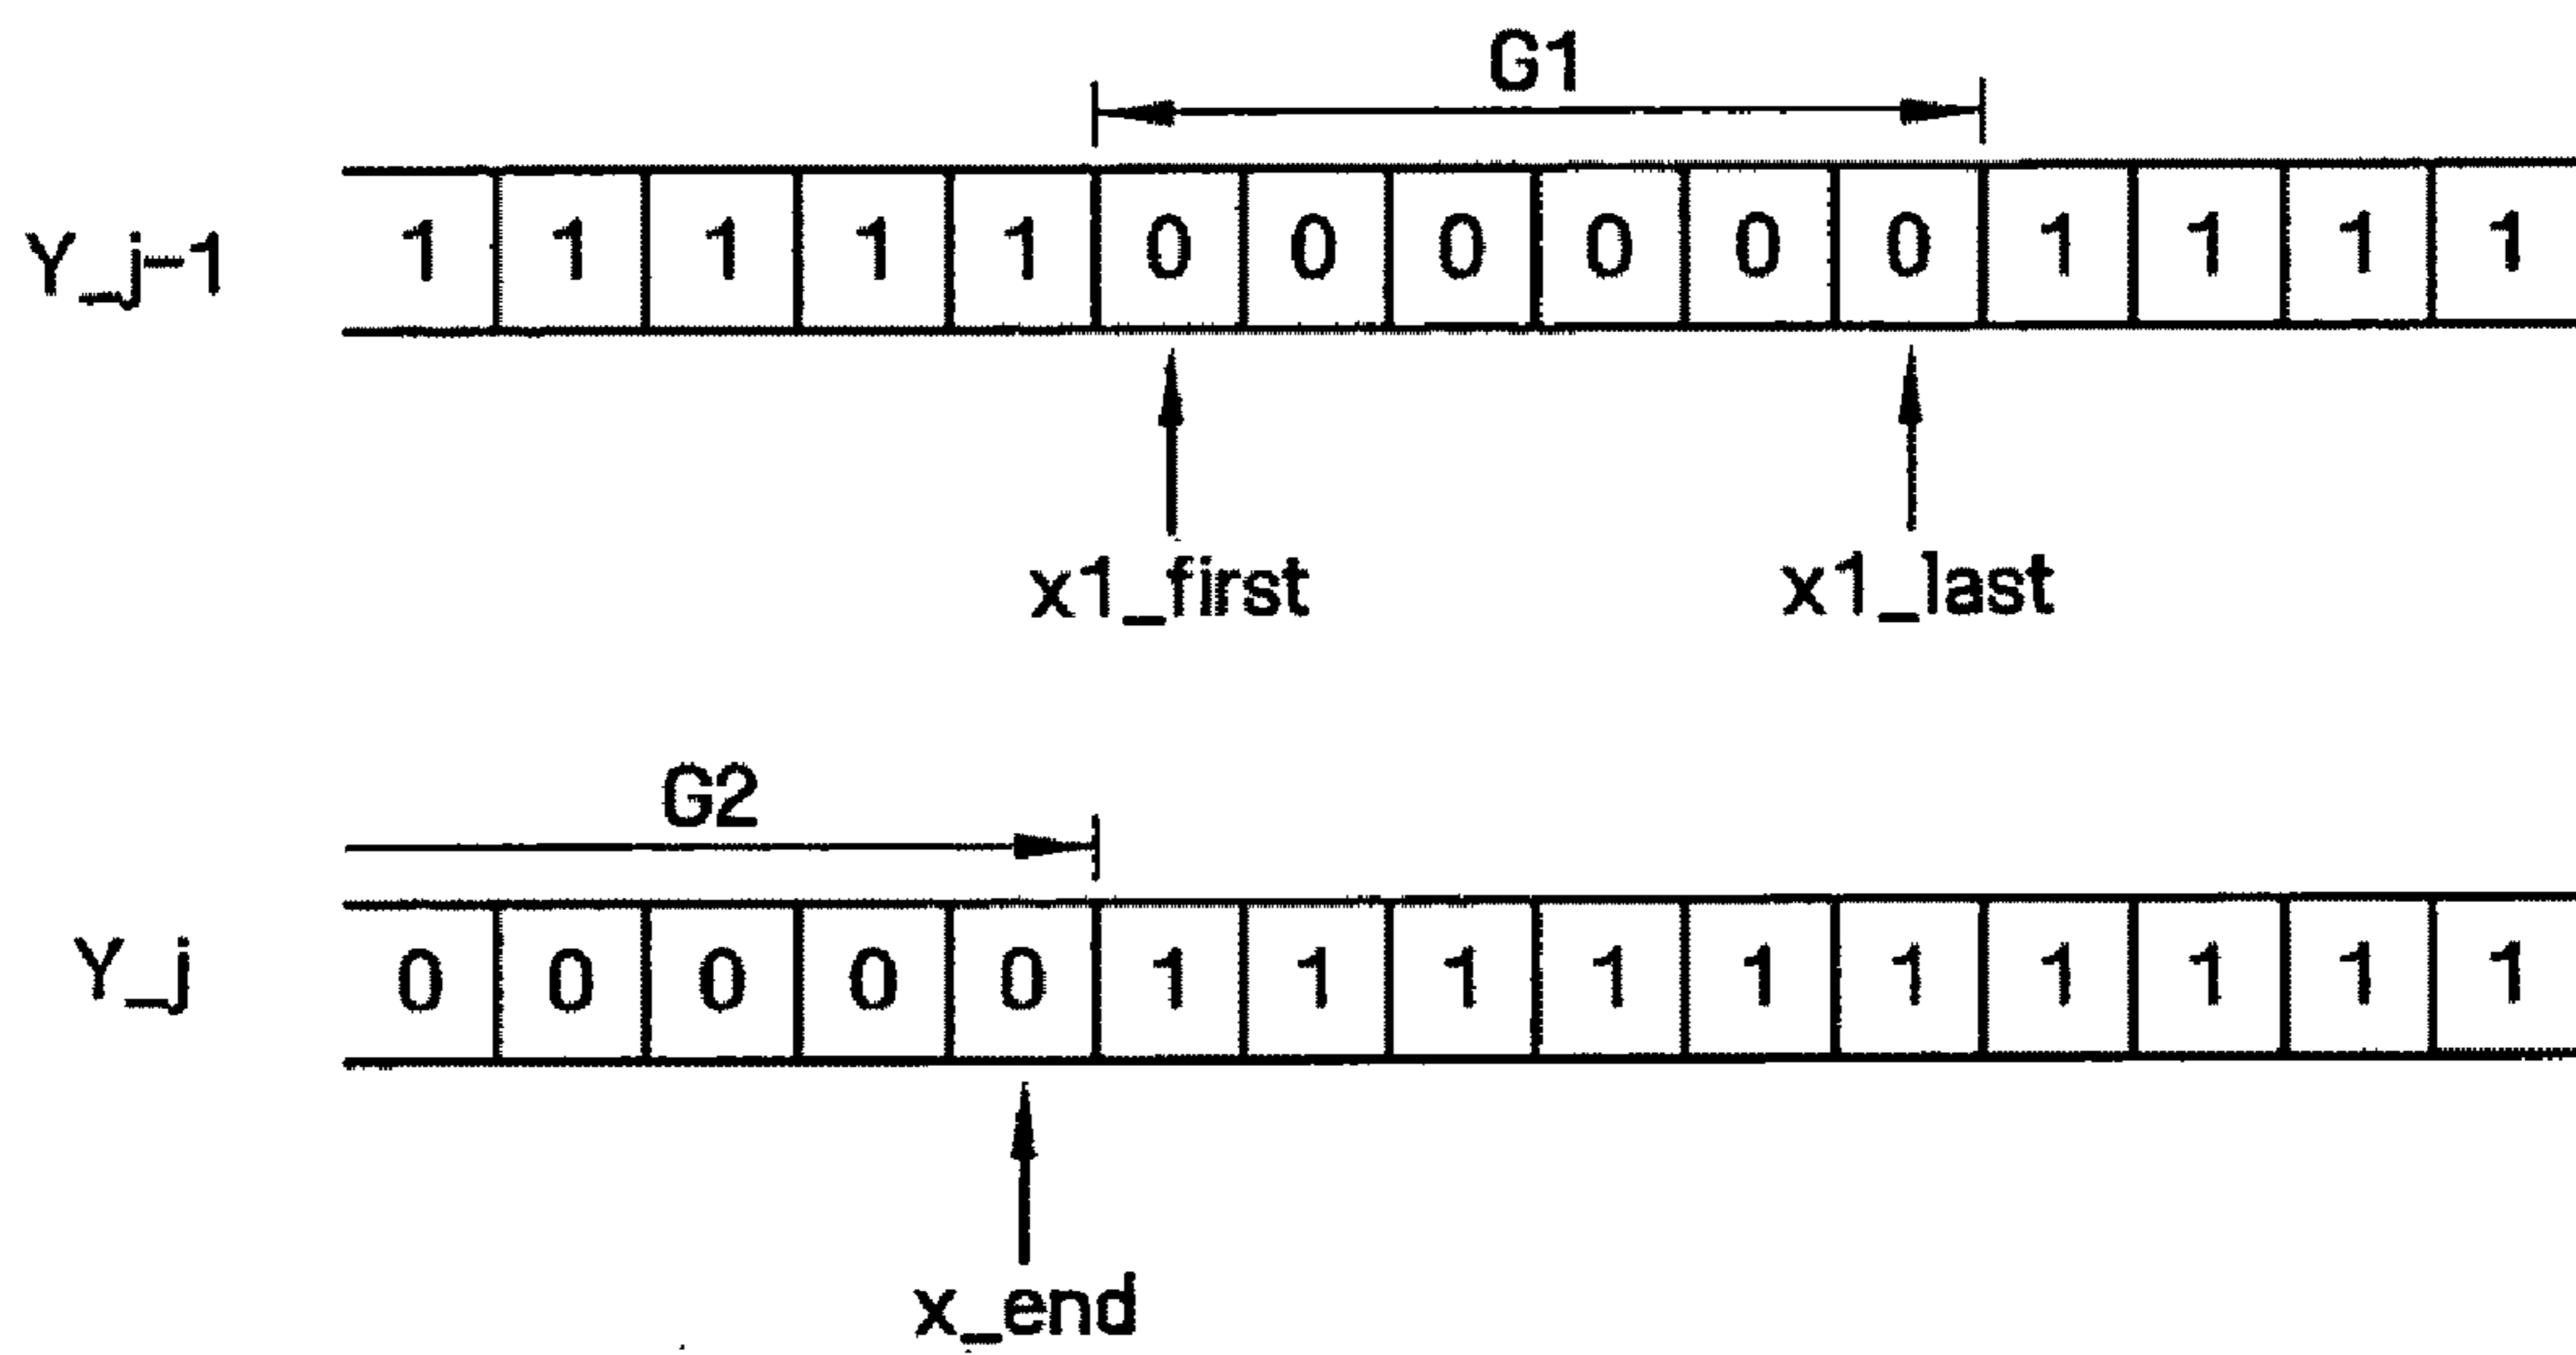 G1
Y_j-1 1 1 1 1 1 0 0 0 0 0 0 1 1 1 1
x1_first x1_last
G2
Y_j 0 0 0 0 0 1 1 1 1 1 1 1 1 1 1
x_end